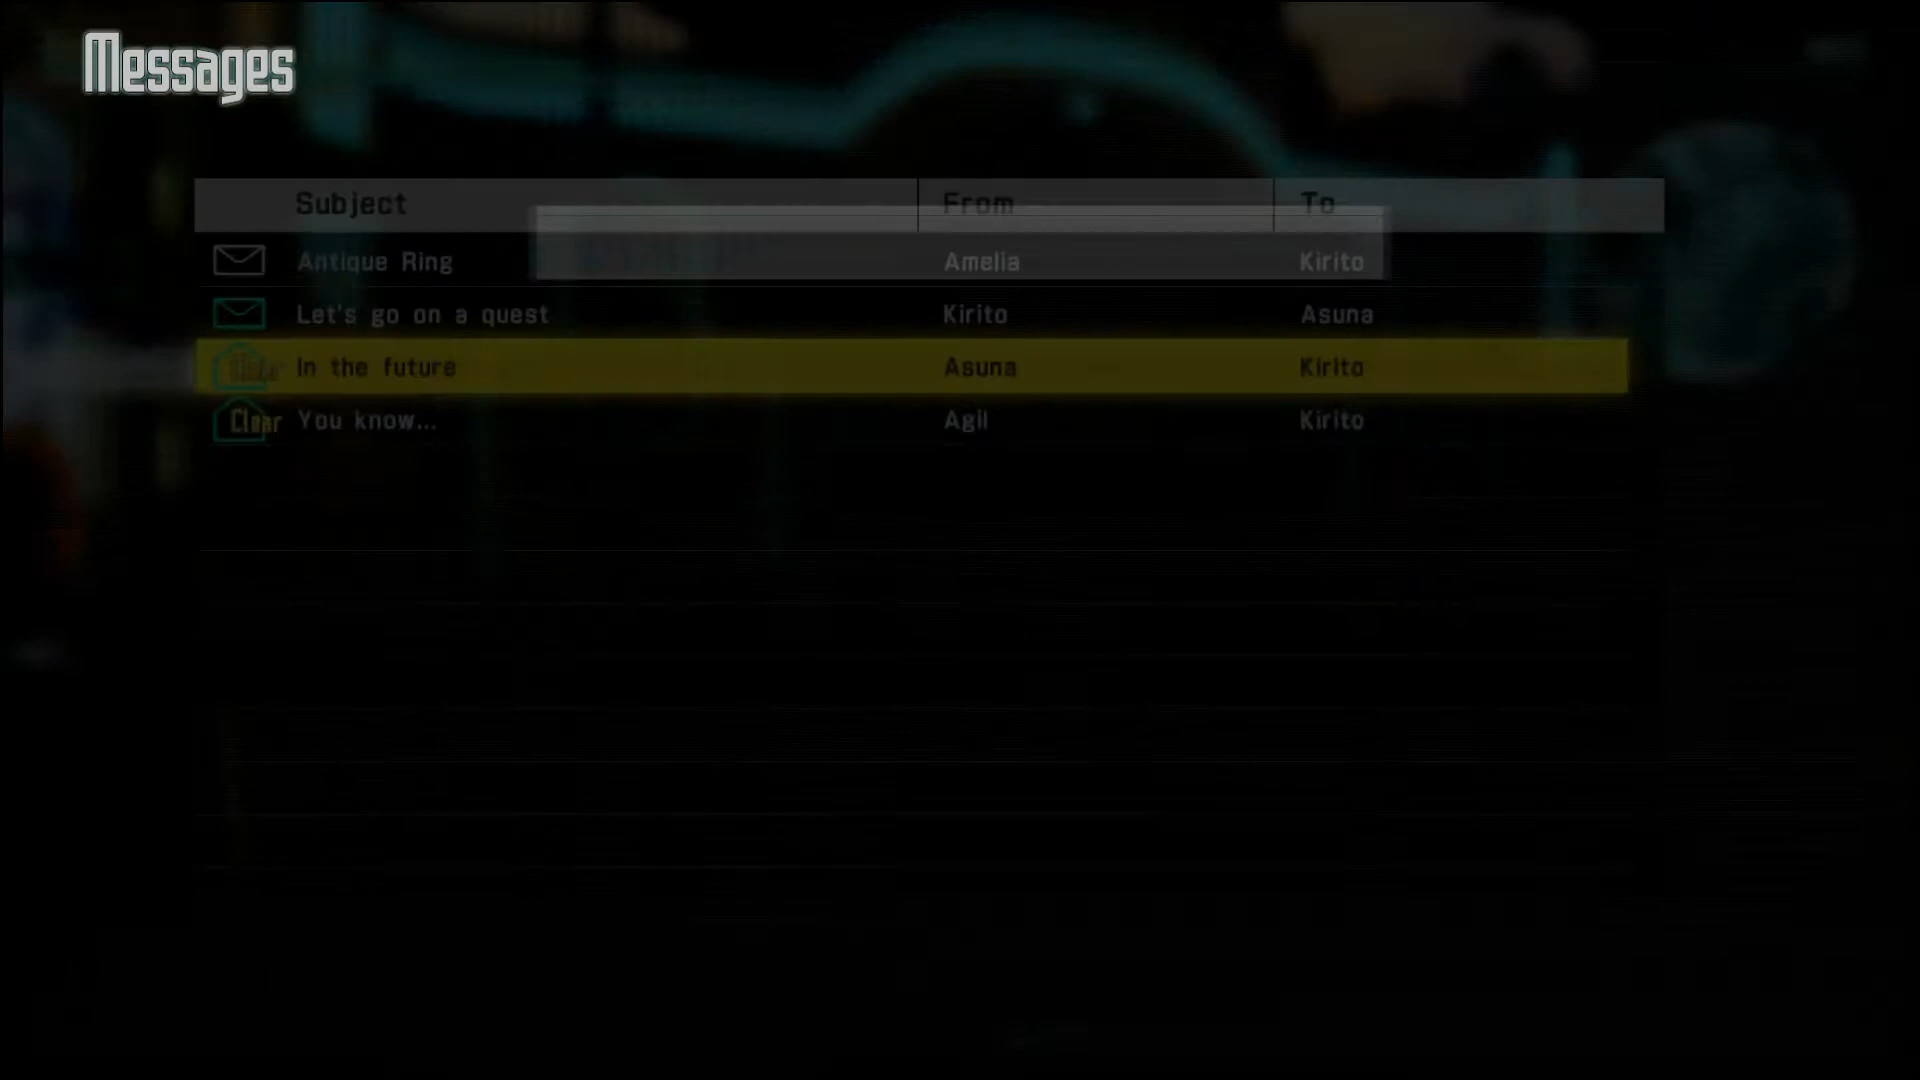 Messages
Subject From To
Antique Ring Amelia Kirito
Let's go on a quest Kirito Asuna
In the future Asuna Kirito
Clear You know... Agil Kirito